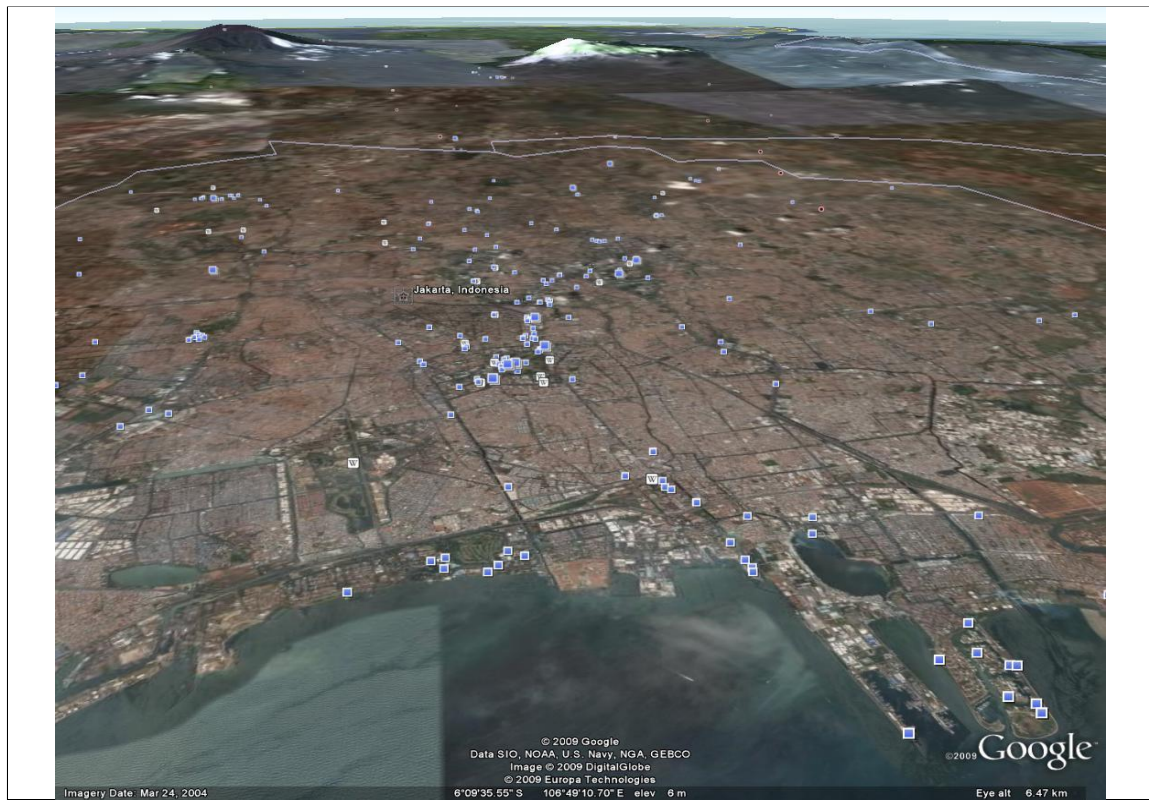 Jakarta, Indonesia
W
W
W
W
© 2009 Google
Data SIO, NOAA, U.S. Navy, NGA, GEBCO
Image © 2009 DigitalGlobe
© 2009 Europa Technologies
©2009 Google™
Imagery Date: Mar 24, 2004
6°09'35.55" S 106°49'10.70" E elev 6 m
Eye alt 6.47 km